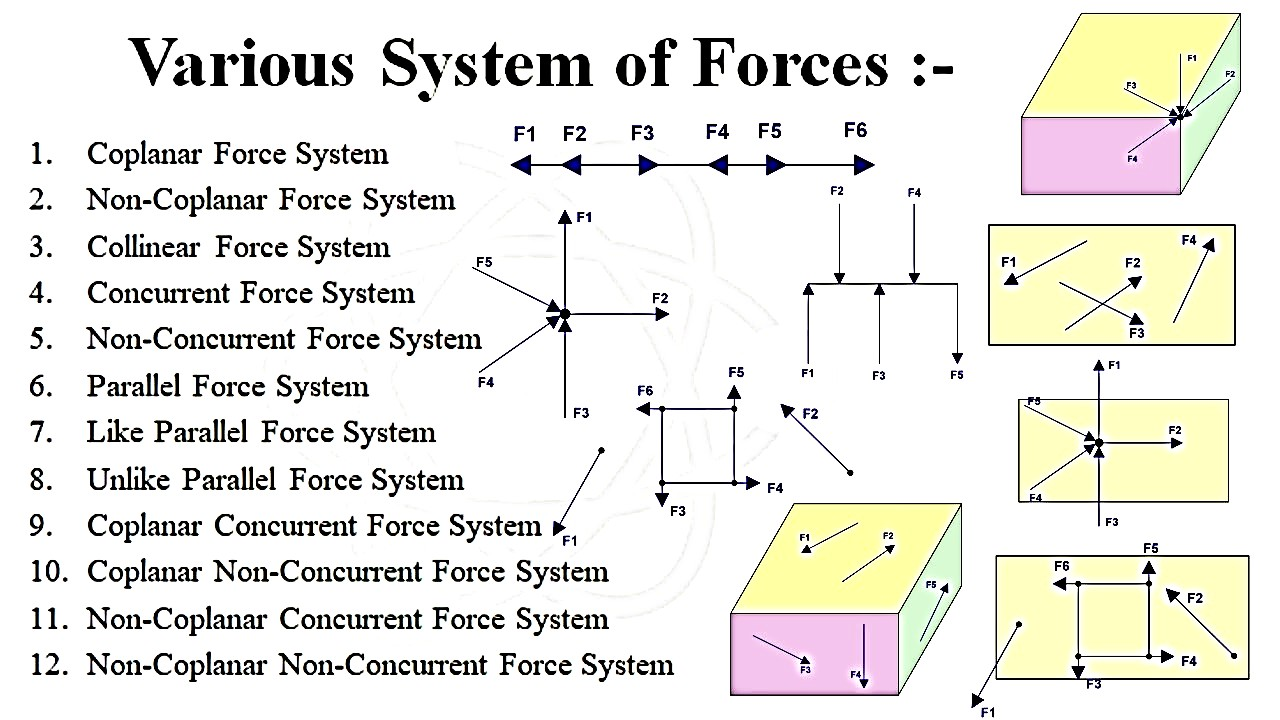 Various System of Forces :-
1. Coplanar Force System
2. Non-Coplanar Force System
3. Collinear Force System
4. Concurrent Force System
5. Non-Concurrent Force System
6. Parallel Force System
7. Like Parallel Force System
8. Unlike Parallel Force System
9. Coplanar Concurrent Force System
10. Coplanar Non-Concurrent Force System
11. Non-Coplanar Concurrent Force System
12. Non-Coplanar Non-Concurrent Force System
F1 F2 F3 F4 F5 F6
F1
F5
F2
F4
F3
F2 F4
F1 F3 F5
F5
F6
F2
F4
F3
F1
F1
F2
F3
F4
F4
F1 F2
F3
F1
F5
F2
F4
F3
F1 F2
F5
F3 F4
F5
F6
F2
F4
F3
F1